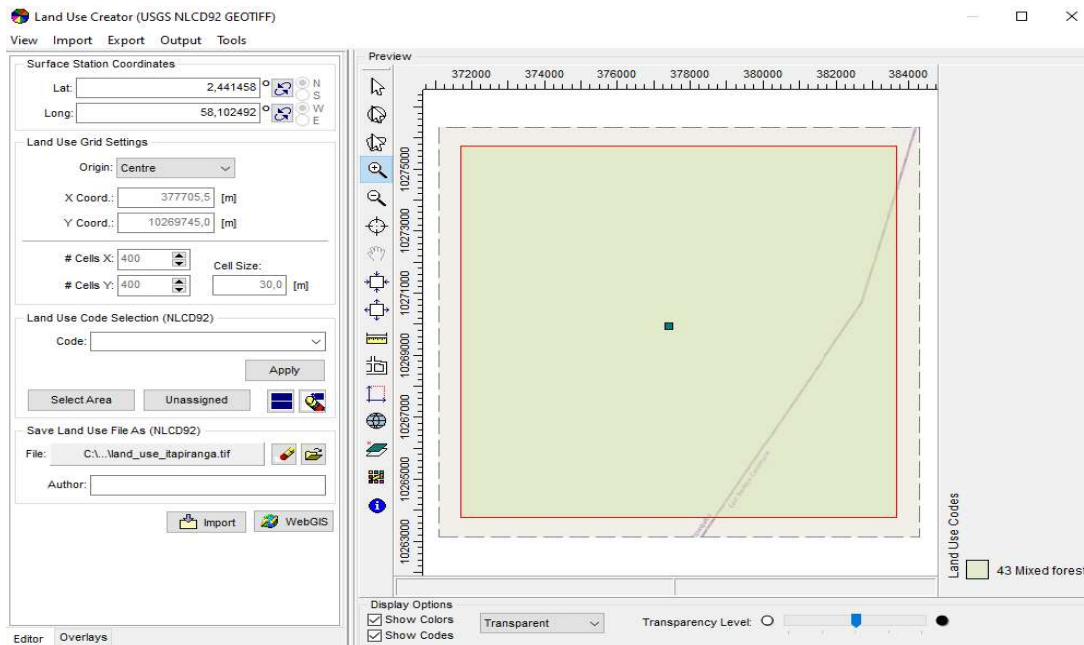 Land Use Creator (USGS NLCD92 GEOTIFF)
View Import Export Output Tools
Surface Station Coordinates
Lat: 2,441458 ° N S
Long: 58,102492 ° W E
Land Use Grid Settings
Origin: Centre
X Coord.: 377705,5 [m]
Y Coord.: 10269745,0 [m]
# Cells X: 400
Cell Size:
# Cells Y: 400 30,0 [m]
Land Use Code Selection (NLCD92)
Code:
Apply
Select Area Unassigned
Save Land Use File As (NLCD92)
File: C:\...\land_use_itapiranga.tif
Author:
Import WebGIS
Editor Overlays
Preview
372000 374000 376000 378000 380000 382000 384000
10275000
10273000
10271000
10269000
10267000
10265000
10263000
Land Use Codes
43 Mixed forest
Display Options
Show Colors
Show Codes
Transparent
Transparency Level: